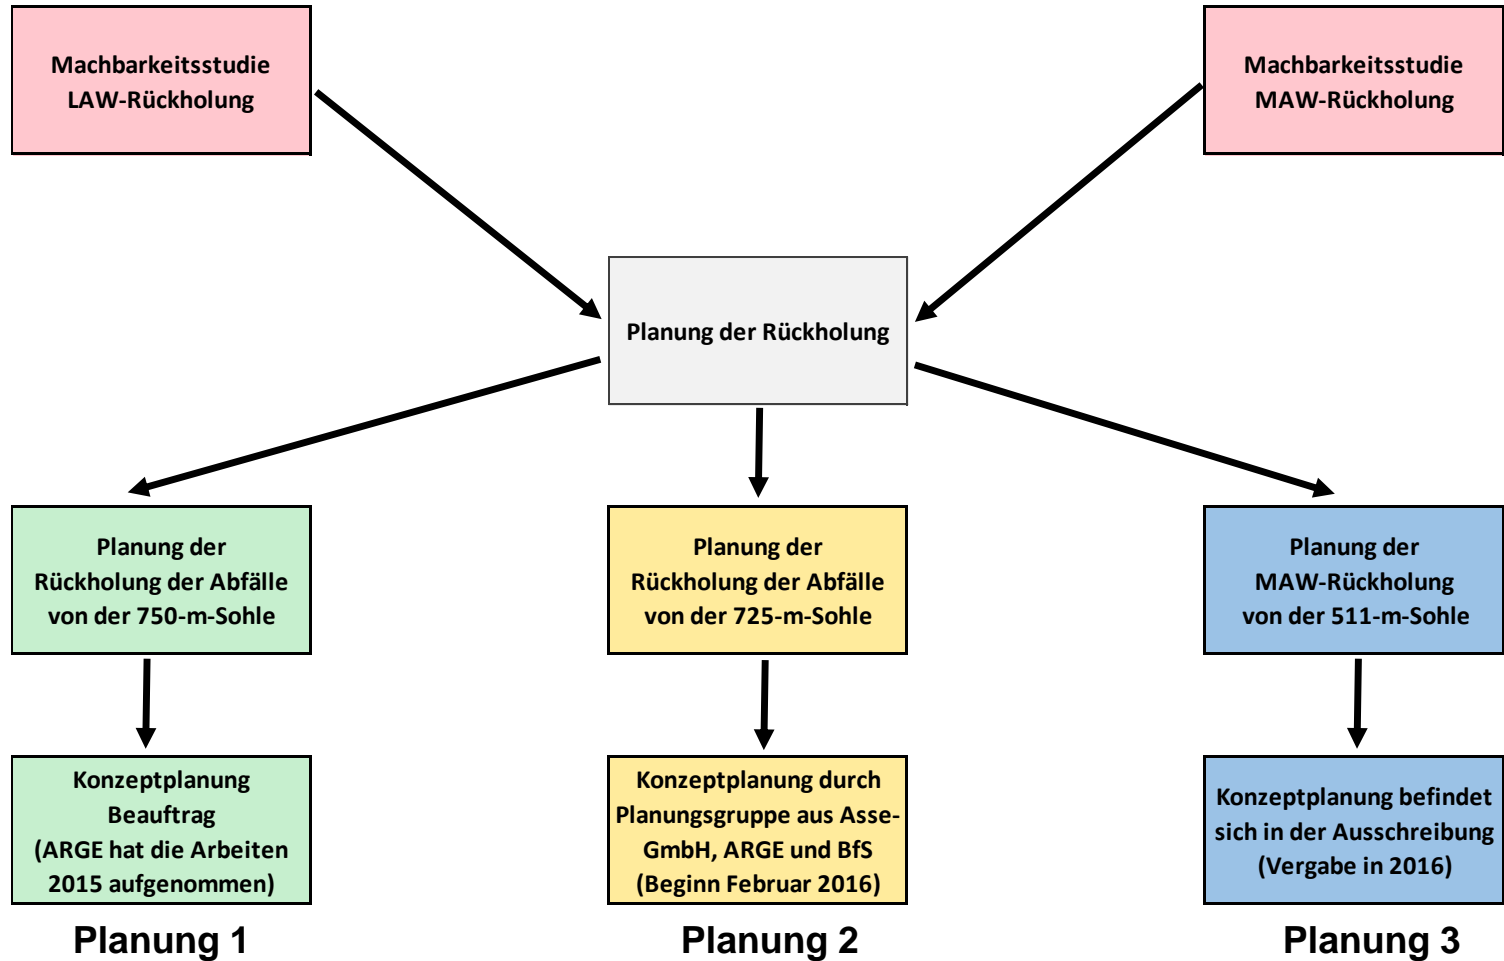 Machbarkeitsstudie
LAW-Rückholung
Machbarkeitsstudie
MAW-Rückholung
Planung der Rückholung
Planung der
Rückholung der Abfälle
von der 750-m-Sohle
Planung der
Rückholung der Abfälle
von der 725-m-Sohle
Planung der
MAW-Rückholung
von der 511-m-Sohle
Konzeptplanung
Beauftrag
(ARGE hat die Arbeiten
2015 aufgenommen)
Konzeptplanung durch
Planungsgruppe aus Asse-
GmbH, ARGE und BfS
(Beginn Februar 2016)
Konzeptplanung befindet
sich in der Ausschreibung
(Vergabe in 2016)
Planung 1
Planung 2
Planung 3